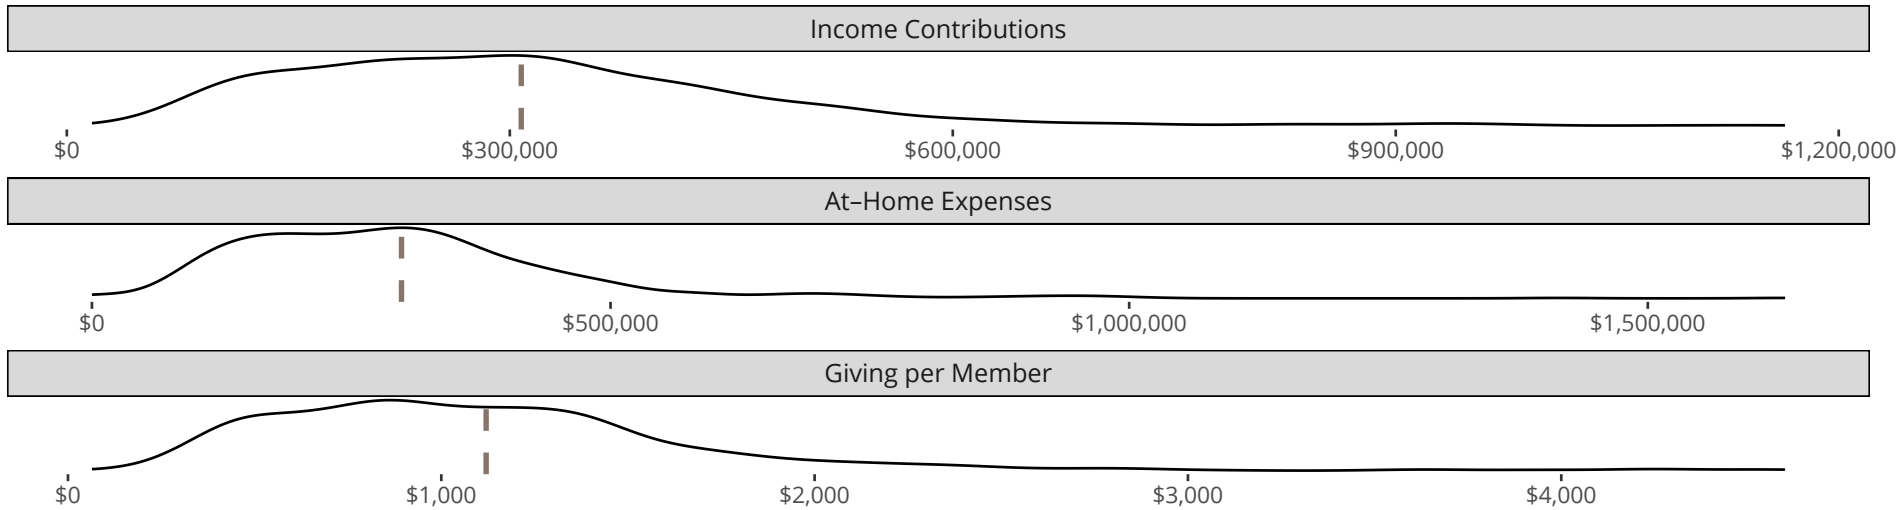 Income Contributions
$0 $300,000 $600,000 $900,000 $1,200,000
At–Home Expenses
$0 $500,000 $1,000,000 $1,500,000
Giving per Member
$0 $1,000 $2,000 $3,000 $4,000